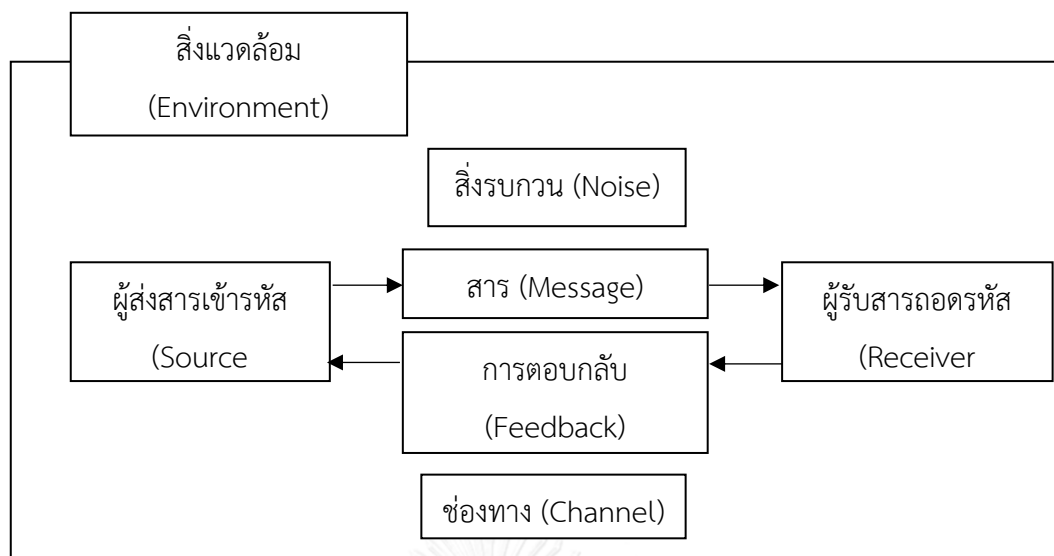 สิ่งแวดล้อม
(Environment)
สิ่งรบกวน (Noise)
ผู้ส่งสารเข้ารหัส
(Source
สาร (Message)
ผู้รับสารถอดรหัส
(Receiver
การตอบกลับ
(Feedback)
ช่องทาง (Channel)